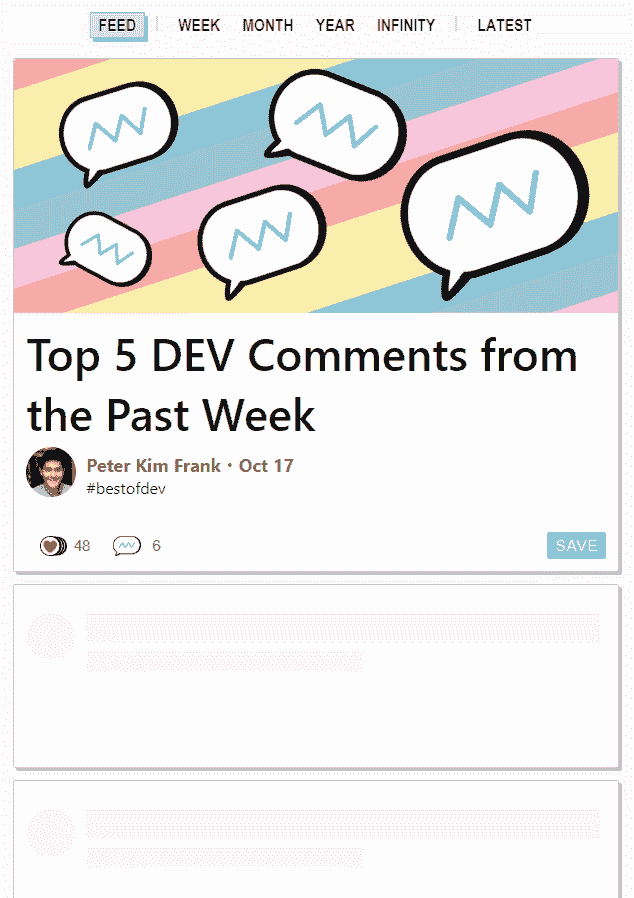 FEED | WEEK MONTH YEAR INFINITY | LATEST
Top 5 DEV Comments from
the Past Week
Peter Kim Frank • Oct 17
#bestofdev
48 6 SAVE